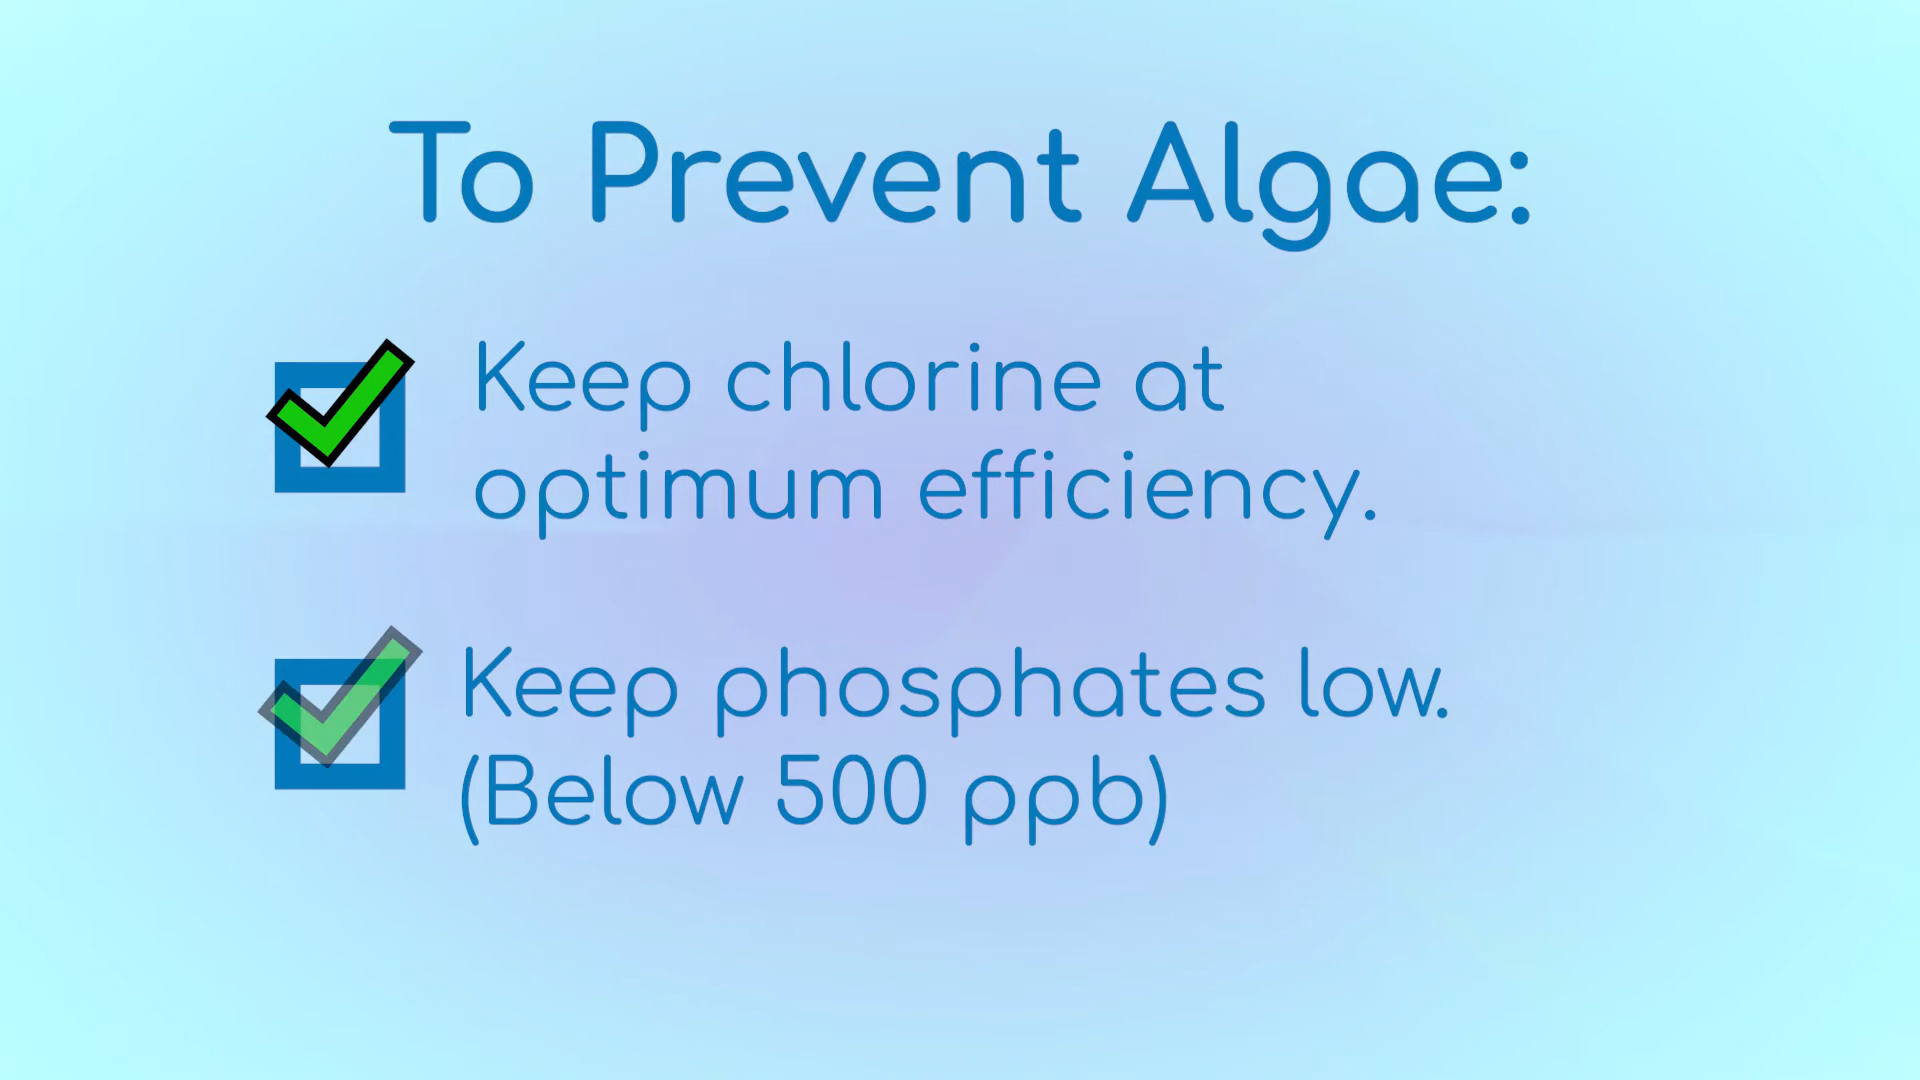 To Prevent Algae:
Keep chlorine at
optimum efficiency.
Keep phosphates low.
(Below 500 ppb)